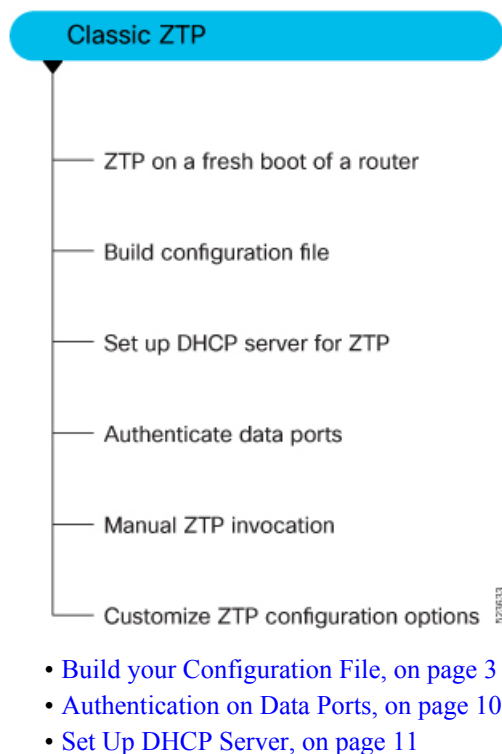 Classic ZTP
ZTP on a fresh boot of a router
Build configuration file
Set up DHCP server for ZTP
Authenticate data ports
Manual ZTP invocation
Customize ZTP configuration options
523633
• Build your Configuration File, on page 3
• Authentication on Data Ports, on page 10
• Set Up DHCP Server, on page 11